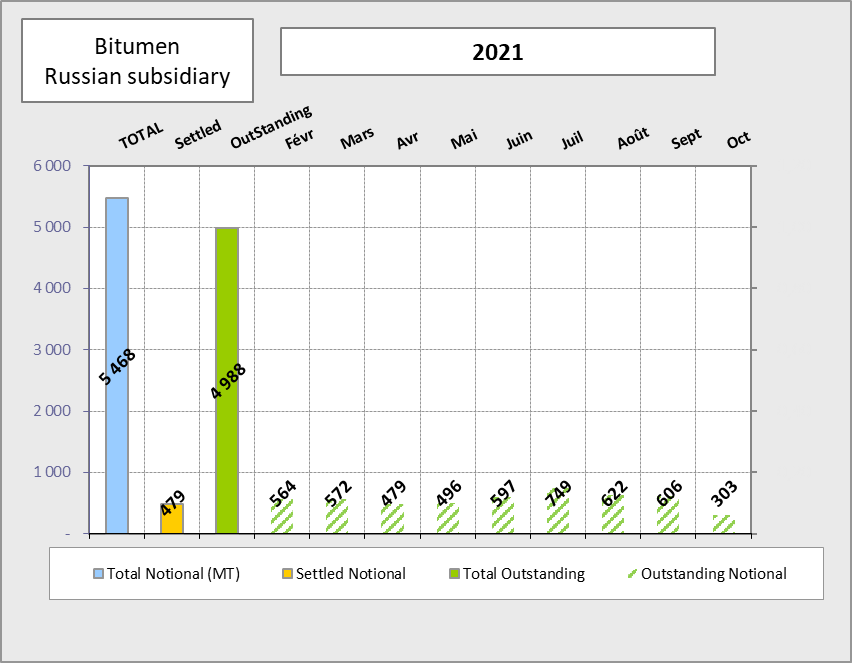 Bitumen
Russian subsidiary
2021
TOTAL Settled OutStanding Févr Mars Avr Mai Juin Juil Août Sept Oct
6 000
5 000
4 000
3 000
2 000
1 000
-
5 468 479 4 988 564 572 479 496 597 749 622 606 303
Total Notional (MT) Settled Notional Total Outstanding Outstanding Notional